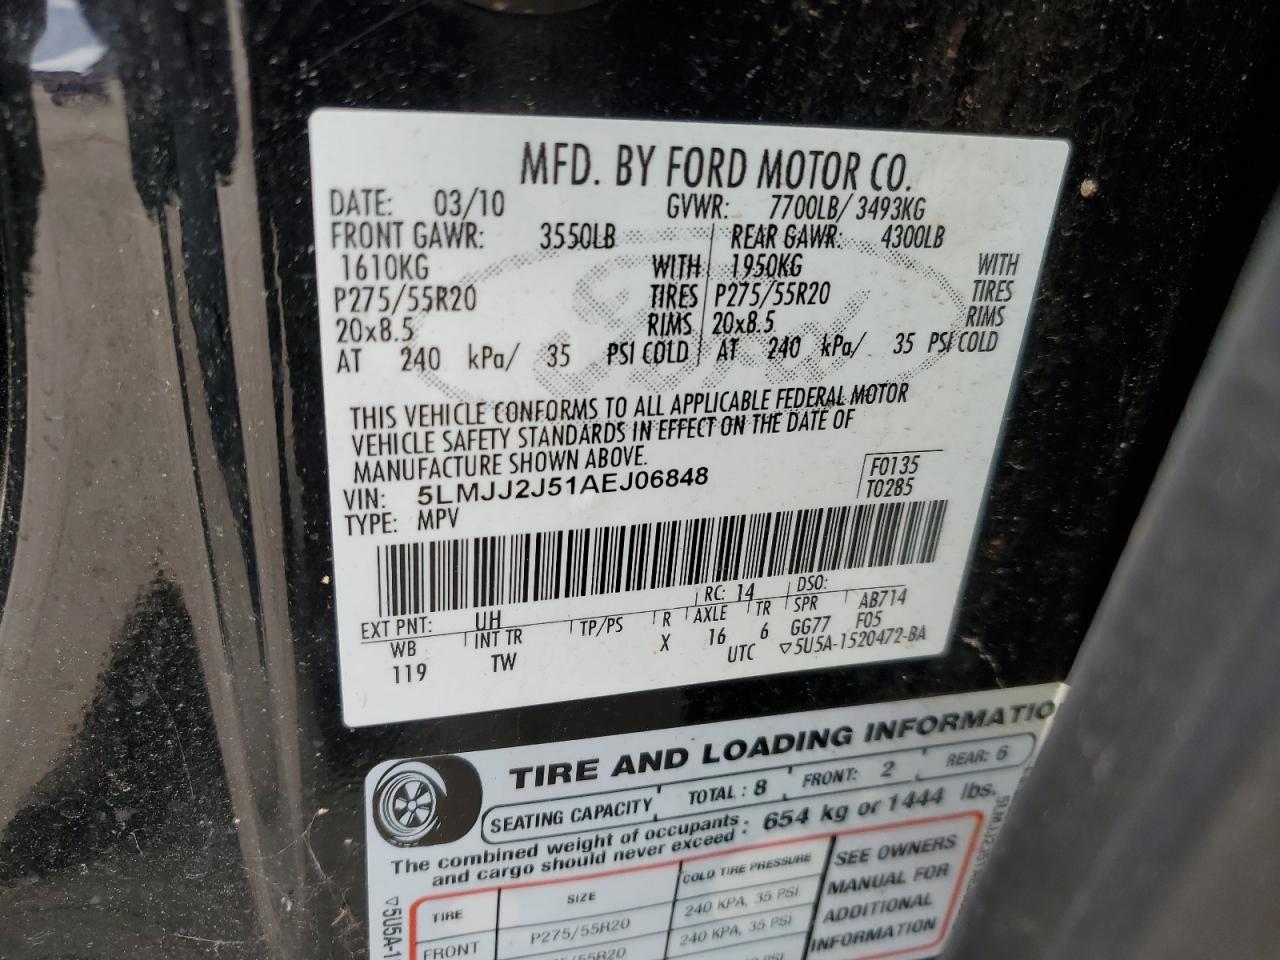 MFD. BY FORD MOTOR CO.
DATE: 03/10 GVWR: 7700LB/ 3493KG
FRONT GAWR: 3550LB REAR GAWR: 4300LB
1610KG WITH 1950KG WITH
P275/55R20 TIRES P275/55R20 TIRES
20x8.5 RIMS 20x8.5 RIMS
AT 240 kPa/ 35 PSI COLD AT 240 kPa/ 35 PSI COLD
THIS VEHICLE CONFORMS TO ALL APPLICABLE FEDERAL MOTOR
VEHICLE SAFETY STANDARDS IN EFFECT ON THE DATE OF
MANUFACTURE SHOWN ABOVE.
F0135
VIN: 5LMJJ2J51AEJ06848 T0285
TYPE: MPV
RC: 14 DSO:
EXT PNT: UH AB714
WB INT TR TP/PS R AXLE TR SPR F05
119 TW X 16 6 GG77
UTC ▽5U5A-1520472-BA
TIRE AND LOADING INFORMATIO
SEATING CAPACITY TOTAL : 8 FRONT: 2 REAR: 6
The combined weight of occupants : 654 kg or 1444 lbs.
and cargo should never exceed
TIRE SIZE COLD TIRE PRESSURE SEE OWNERS
FRONT P275/55R20 240 KPA, 35 PSI MANUAL FOR
240 KPA, 35 PSI ADDITIONAL
INFORMATION
▽5U5A-1